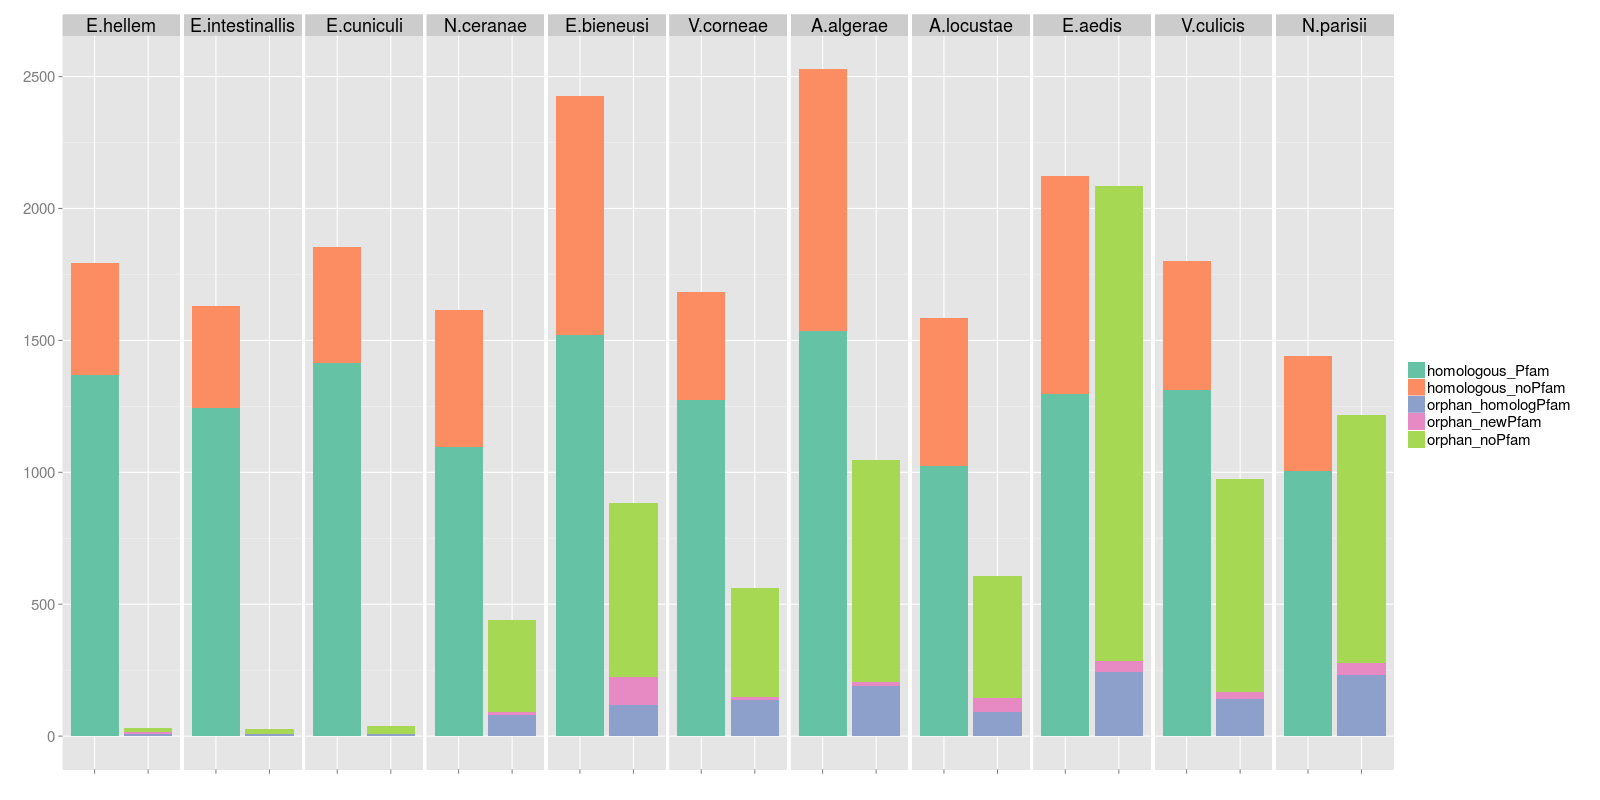 E.hellem E.intestinallis E.cuniculi N.ceranae E.bieneusi V.corneae A.algerae A.locustae E.aedis V.culicis N.parisii
2500
2000
1500
1000
500
0
homologous_Pfam
homologous_noPfam
orphan_homologPfam
orphan_newPfam
orphan_noPfam